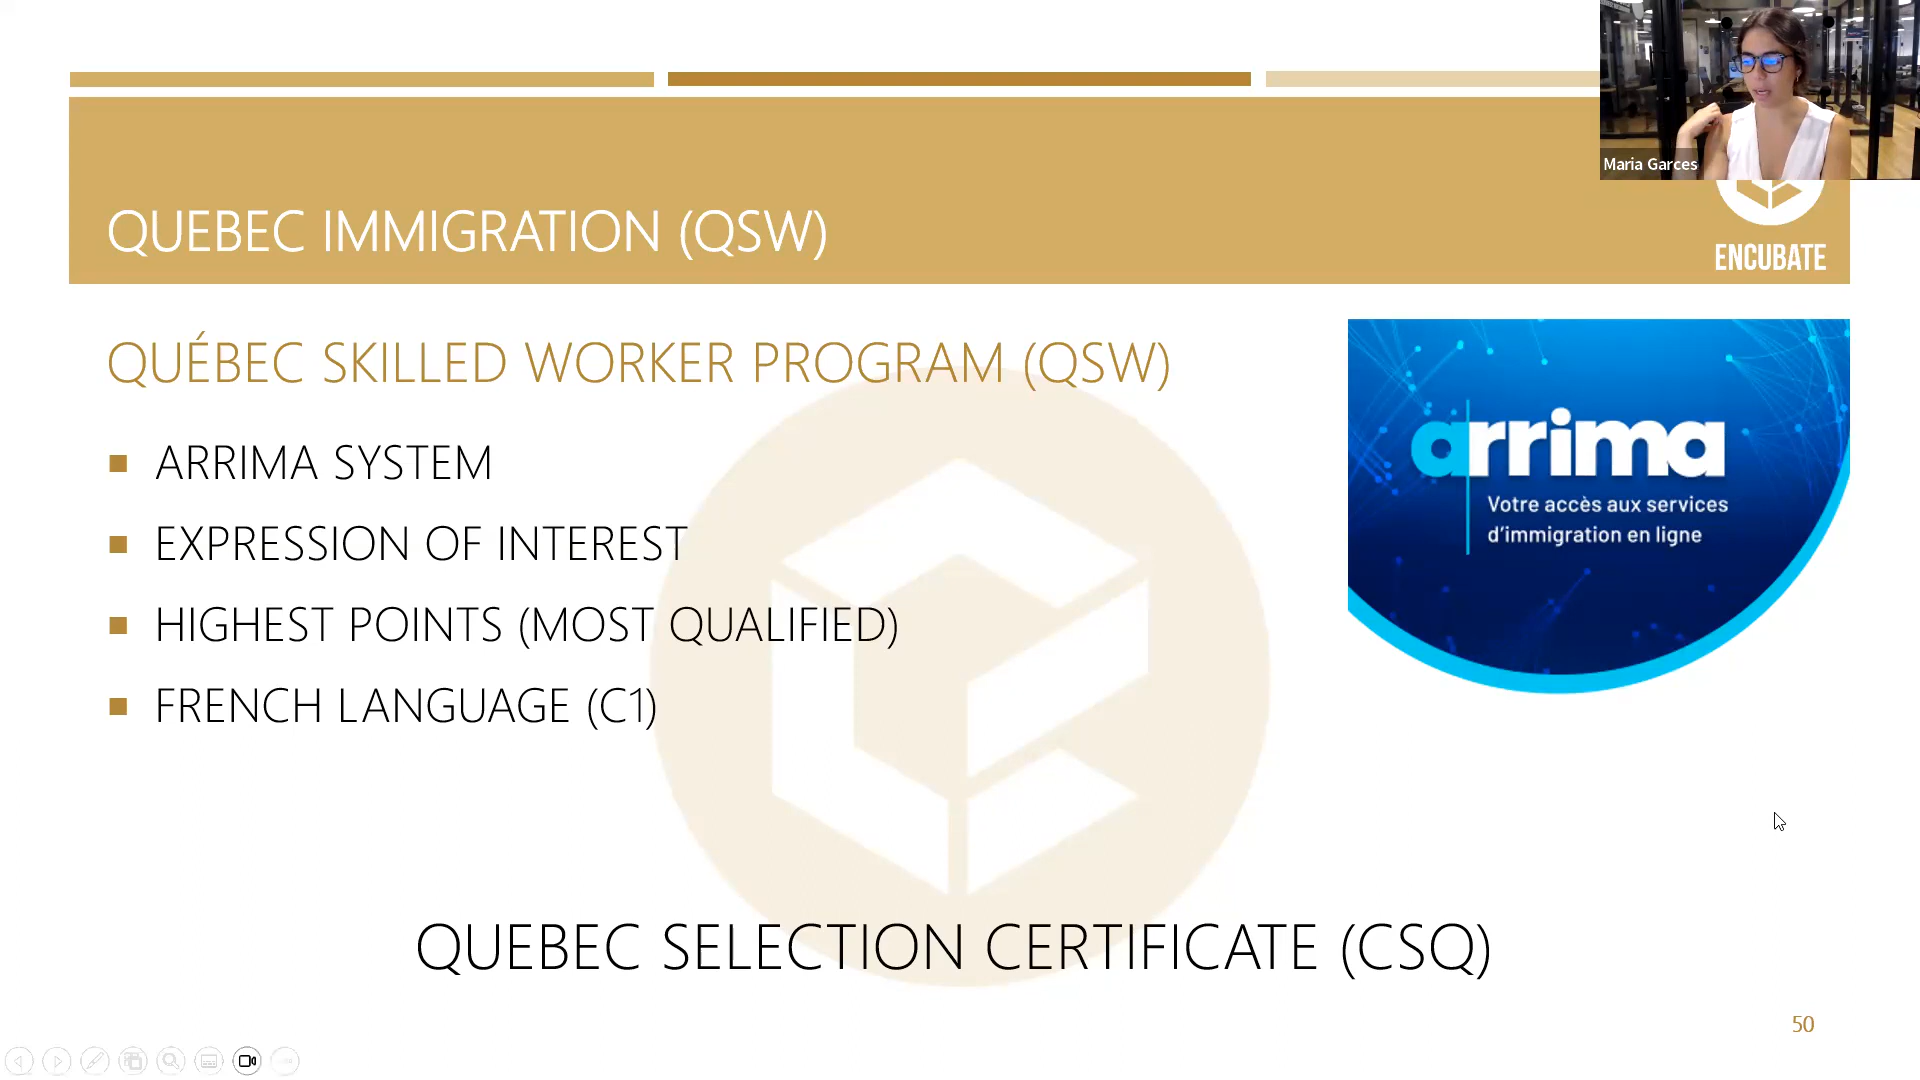 Maria Garces
QUEBEC IMMIGRATION (QSW)
ENCUBATE
QUÉBEC SKILLED WORKER PROGRAM (QSW)
ARRIMA SYSTEM
EXPRESSION OF INTEREST
HIGHEST POINTS (MOST QUALIFIED)
FRENCH LANGUAGE (C1)
arrima
Votre accès aux services
d'immigration en ligne
QUEBEC SELECTION CERTIFICATE (CSQ)
50